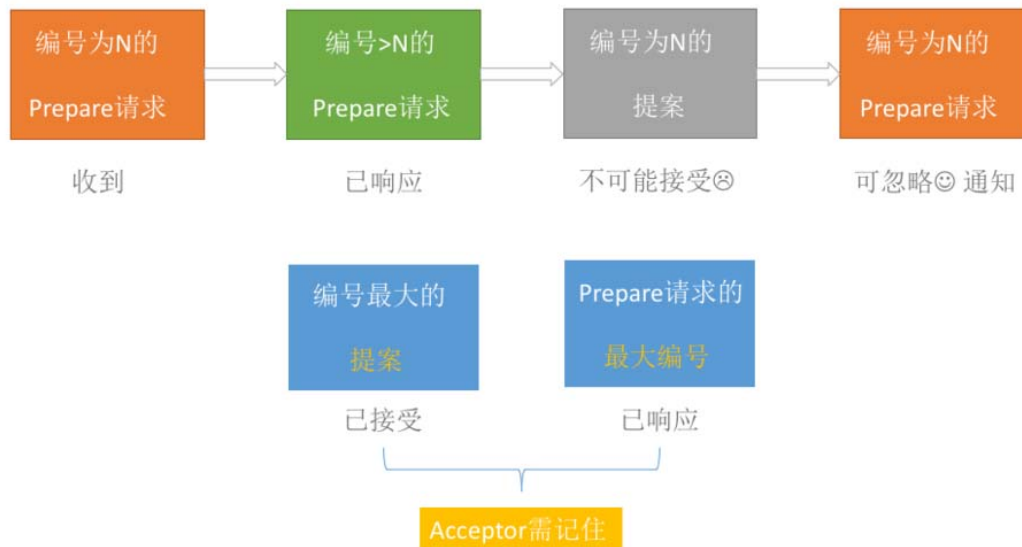 编号为N的
Prepare请求
收到
编号>N的
Prepare请求
已响应
编号为N的
提案
不可能接受☹
编号为N的
Prepare请求
可忽略☺ 通知
编号最大的
提案
已接受
Prepare请求的
最大编号
已响应
Acceptor需记住